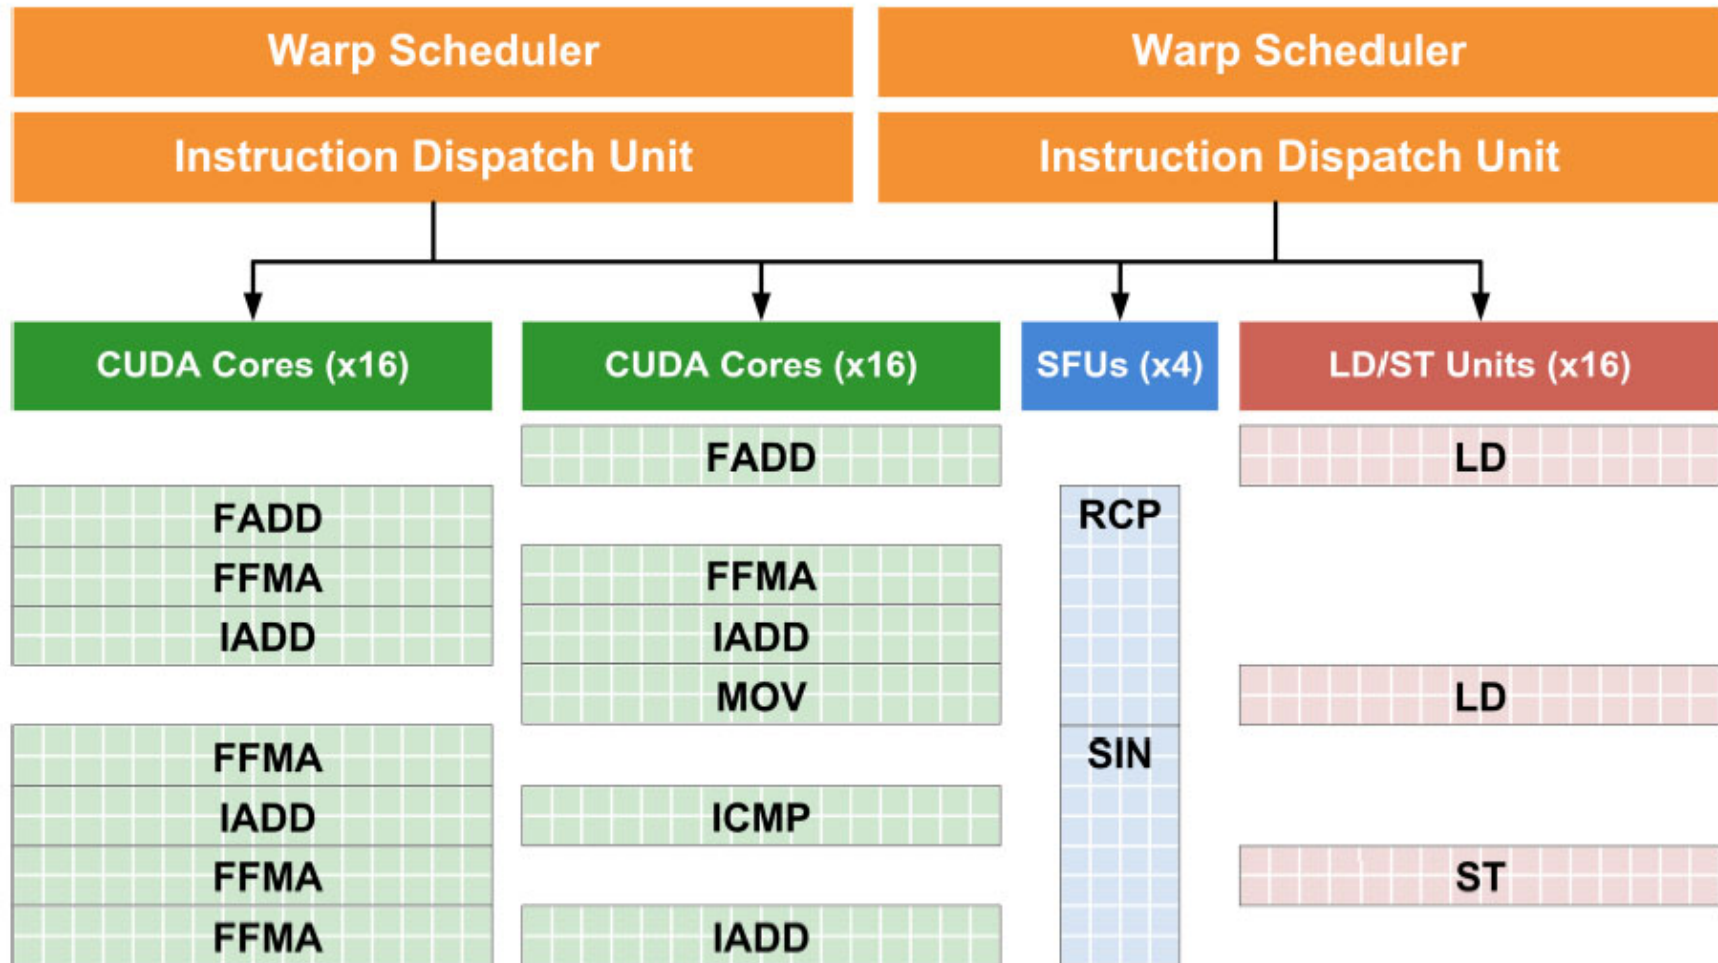 Warp Scheduler
Warp Scheduler
Instruction Dispatch Unit
Instruction Dispatch Unit
CUDA Cores (x16)
CUDA Cores (x16)
SFUs (x4)
LD/ST Units (x16)
FADD
LD
FADD
RCP
FFMA
FFMA
IADD
IADD
MOV
LD
FFMA
SIN
IADD
ICMP
FFMA
ST
FFMA
IADD